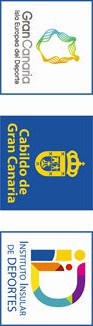 Gran Canaria
Isla Europea del Deporte
Cabildo de
Gran Canaria
INSTITUTO INSULAR
DE DEPORTES